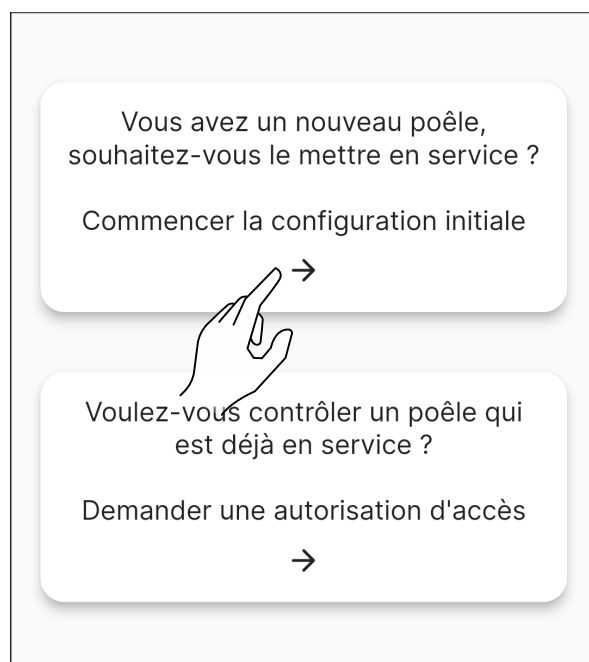 Vous avez un nouveau poêle,
souhaitez-vous le mettre en service ?
Commencer la configuration initiale
→
Voulez-vous contrôler un poêle qui
est déjà en service ?
Demander une autorisation d'accès
→